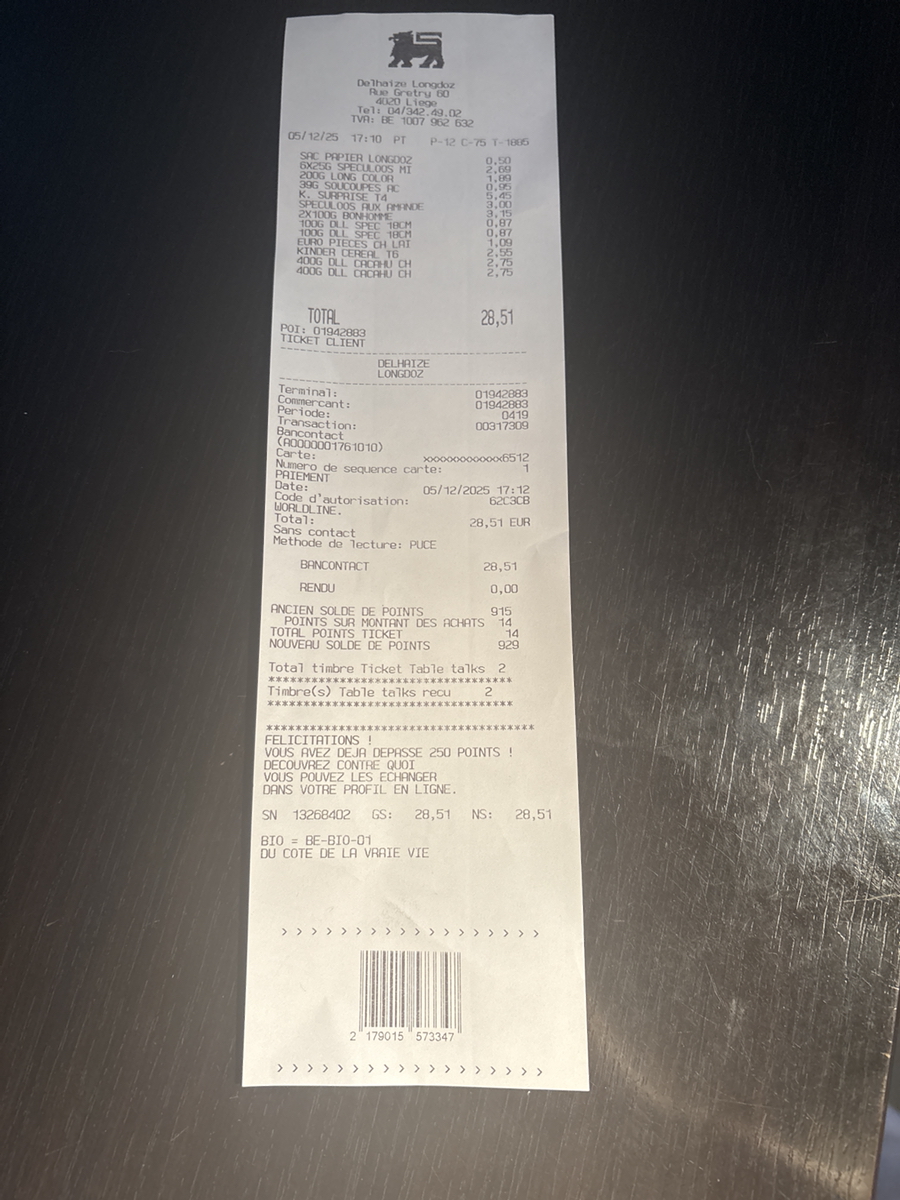 Delhaize Longdoz
Rue Gretry 60
4020 Liege
Tel: 04/342.49.02
TVA: BE 1007 962 632
05/12/25 17:10 PT P-12 C-75 T-1885
SAC PAPIER LONGDOZ 0,50
6X25G SPECULOOS MI 2,69
200G LONG COLOR 1,89
39G SOUCOUPES AC 0,95
K. SURPRISE T4 5,45
SPECULOOS AUX AMANDE 3,00
2X100G BONHOMME 3,15
100G DLL SPEC 18CM 0,87
100G DLL SPEC 18CM 0,87
EURO PIECES CH LAI 1,09
KINDER CEREAL T6 2,55
400G DLL CACAHU CH 2,75
400G DLL CACAHU CH 2,75
TOTAL 28,51
POI: 01942883
TICKET CLIENT
DELHAIZE
LONGDOZ
Terminal: 01942883
Commercant: 01942883
Periode: 0419
Transaction: 00317309
Bancontact
(A0000001761010)
Carte: xxxxxxxxxxxx6512
Numero de sequence carte: 1
PAIEMENT
Date: 05/12/2025 17:12
Code d'autorisation: 62C3CB
WORLDLINE.
Total: 28,51 EUR
Sans contact
Methode de lecture: PUCE
BANCONTACT 28,51
RENDU 0,00
ANCIEN SOLDE DE POINTS 915
POINTS SUR MONTANT DES ACHATS 14
TOTAL POINTS TICKET 14
NOUVEAU SOLDE DE POINTS 929
Total timbre Ticket Table talks 2
***********************************
Timbre(s) Table talks recu 2
***********************************
**************************************
FELICITATIONS !
VOUS AVEZ DEJA DEPASSE 250 POINTS !
DECOUVREZ CONTRE QUOI
VOUS POUVEZ LES ECHANGER
DANS VOTRE PROFIL EN LIGNE.
SN 13268402 GS: 28,51 NS: 28,51
BIO = BE-BIO-01
DU COTE DE LA VRAIE VIE
> > > > > > > > > > > > > > > > > >
2 179015 573347
> > > > > > > > > > > > > > > > > >